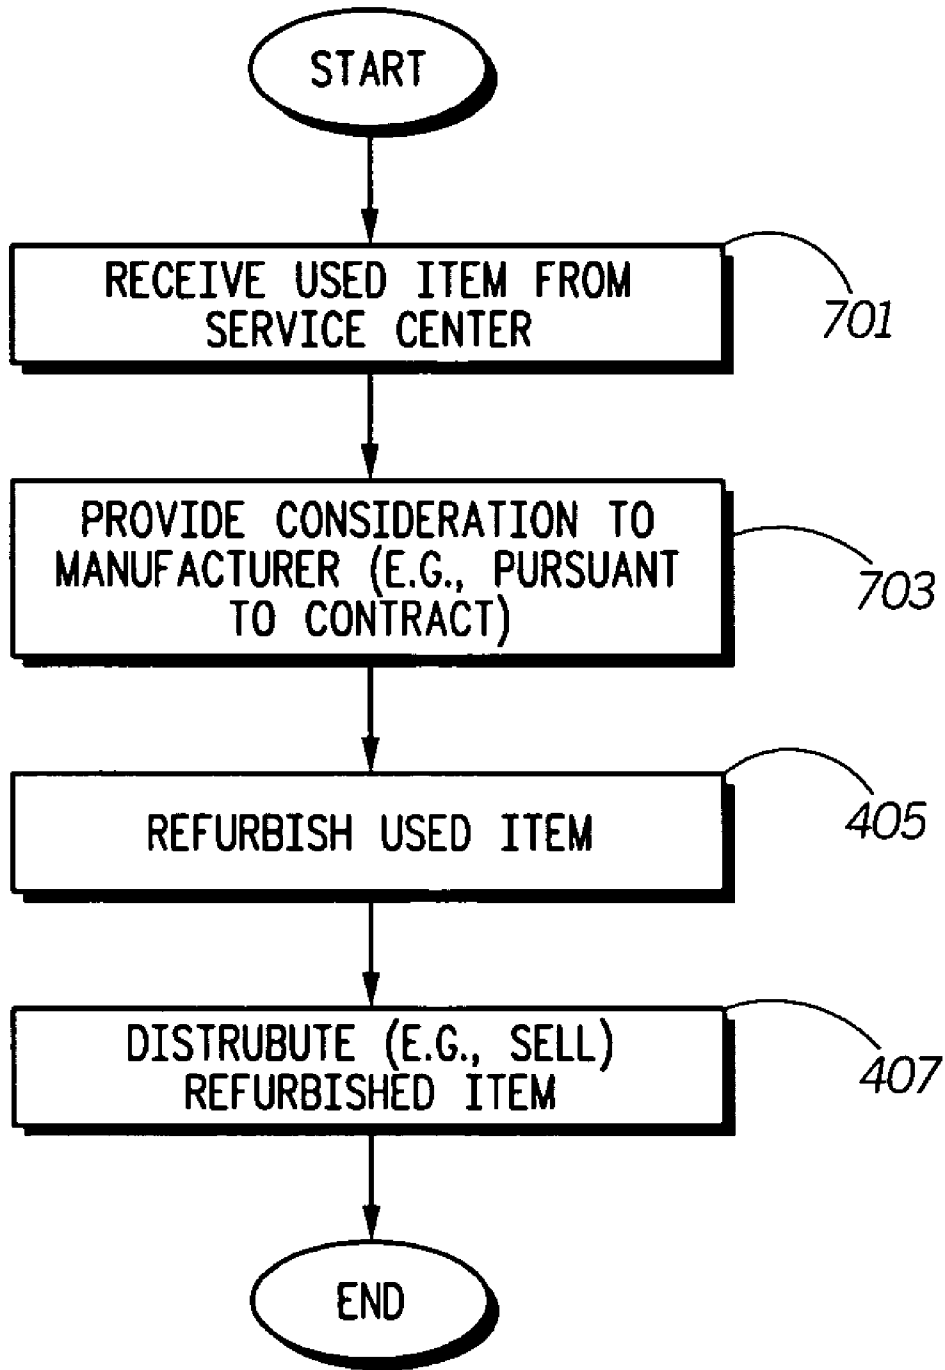 START
RECEIVE USED ITEM FROM
SERVICE CENTER
701
PROVIDE CONSIDERATION TO
MANUFACTURER (E.G., PURSUANT
TO CONTRACT)
703
REFURBISH USED ITEM
405
DISTRUBUTE (E.G., SELL)
REFURBISHED ITEM
407
END